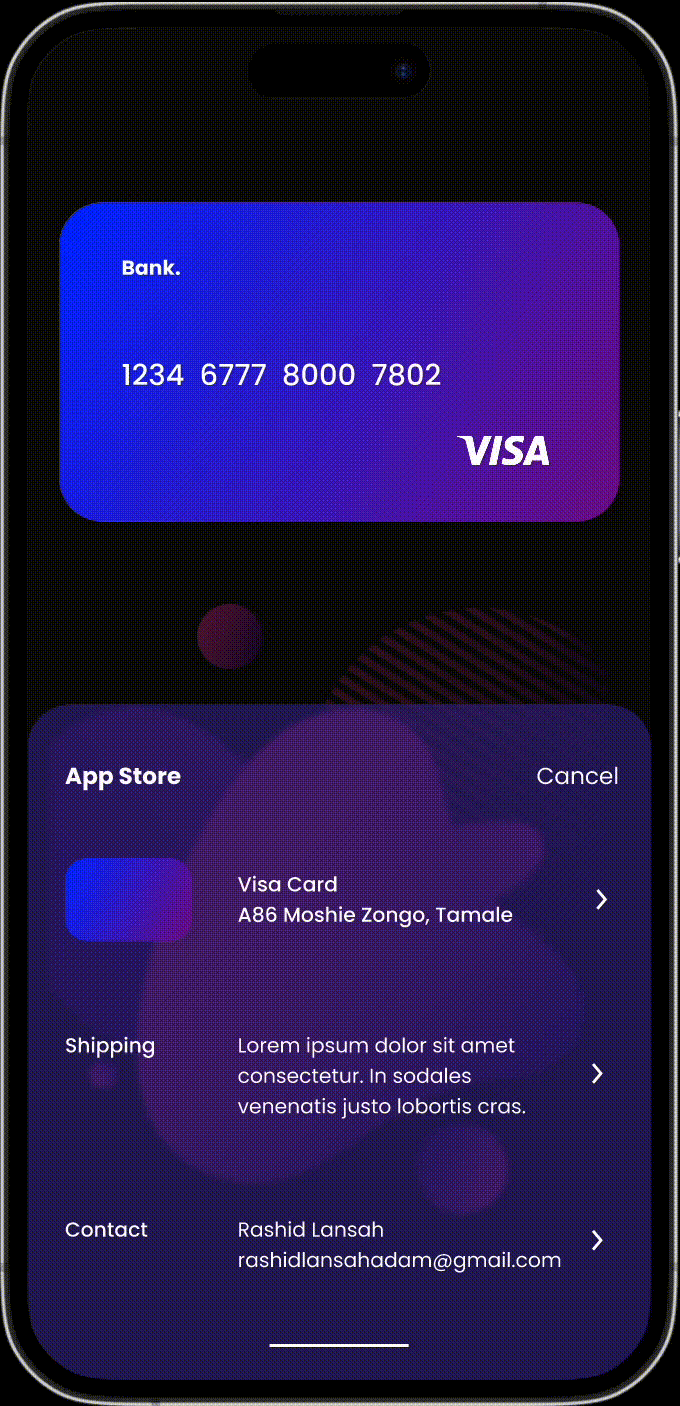 Bank.
1234 6777 8000 7802
VISA
App Store Cancel
Visa Card
A86 Moshie Zongo, Tamale
Shipping Lorem ipsum dolor sit amet
consectetur. In sodales
venenatis justo lobortis cras.
Contact Rashid Lansah
rashidlansahadam@gmail.com